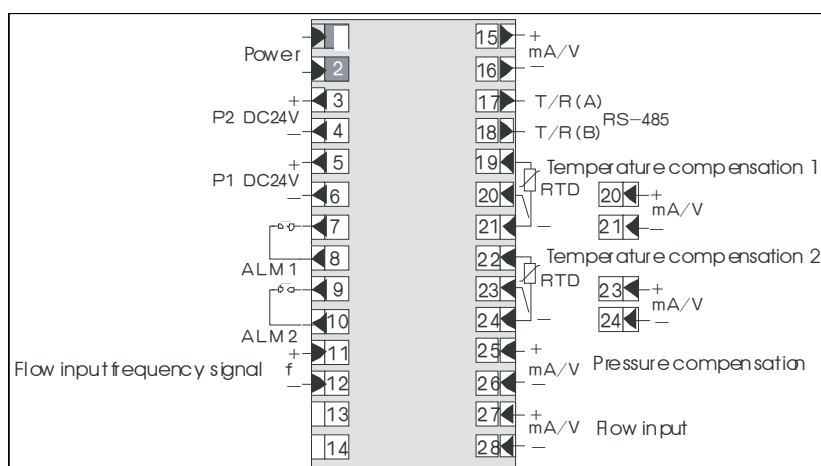 Power
2
P2 DC24V
+ 3
− 4
P1 DC24V
+ 5
− 6
7
8
ALM1
9
10
ALM2
Flow input frequency signal f
+ 11
− 12
13
14
15 +
mA/V
16 −
17 T/R(A)
RS-485
18 T/R(B)
19
Temperature compensation 1
20 RTD
21 −
20 +
mA/V
21 −
22
Temperature compensation 2
RTD
23
24 −
23 +
mA/V
24 −
25 +
mA/V Pressure compensation
26 −
27 +
mA/V Flow input
28 −